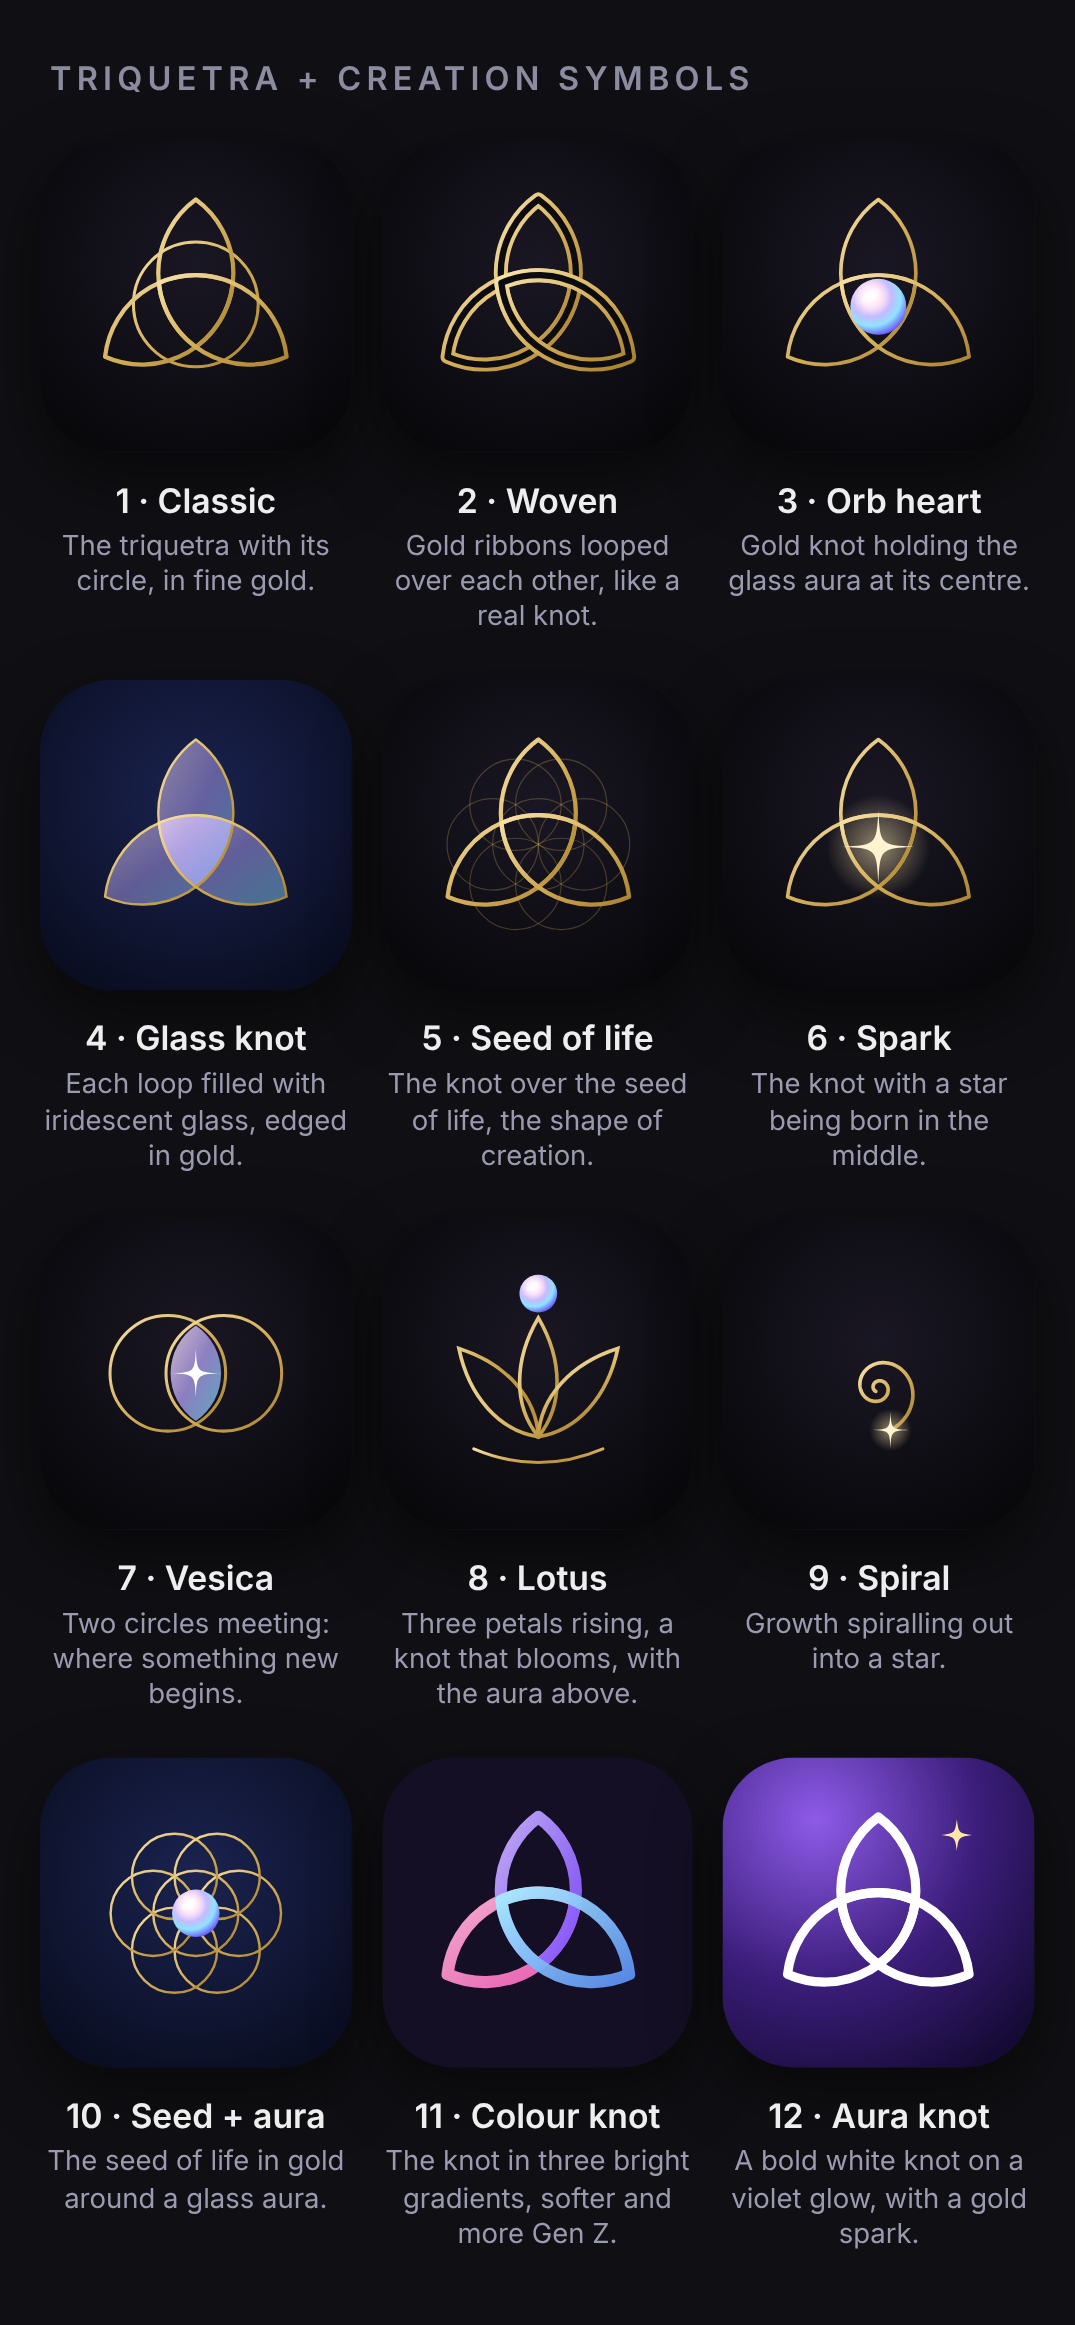 TRIQUETRA + CREATION SYMBOLS
1 · Classic
The triquetra with its
circle, in fine gold.
2 · Woven
Gold ribbons looped
over each other, like a
real knot.
3 · Orb heart
Gold knot holding the
glass aura at its centre.
4 · Glass knot
Each loop filled with
iridescent glass, edged
in gold.
5 · Seed of life
The knot over the seed
of life, the shape of
creation.
6 · Spark
The knot with a star
being born in the
middle.
7 · Vesica
Two circles meeting:
where something new
begins.
8 · Lotus
Three petals rising, a
knot that blooms, with
the aura above.
9 · Spiral
Growth spiralling out
into a star.
10 · Seed + aura
The seed of life in gold
around a glass aura.
11 · Colour knot
The knot in three bright
gradients, softer and
more Gen Z.
12 · Aura knot
A bold white knot on a
violet glow, with a gold
spark.